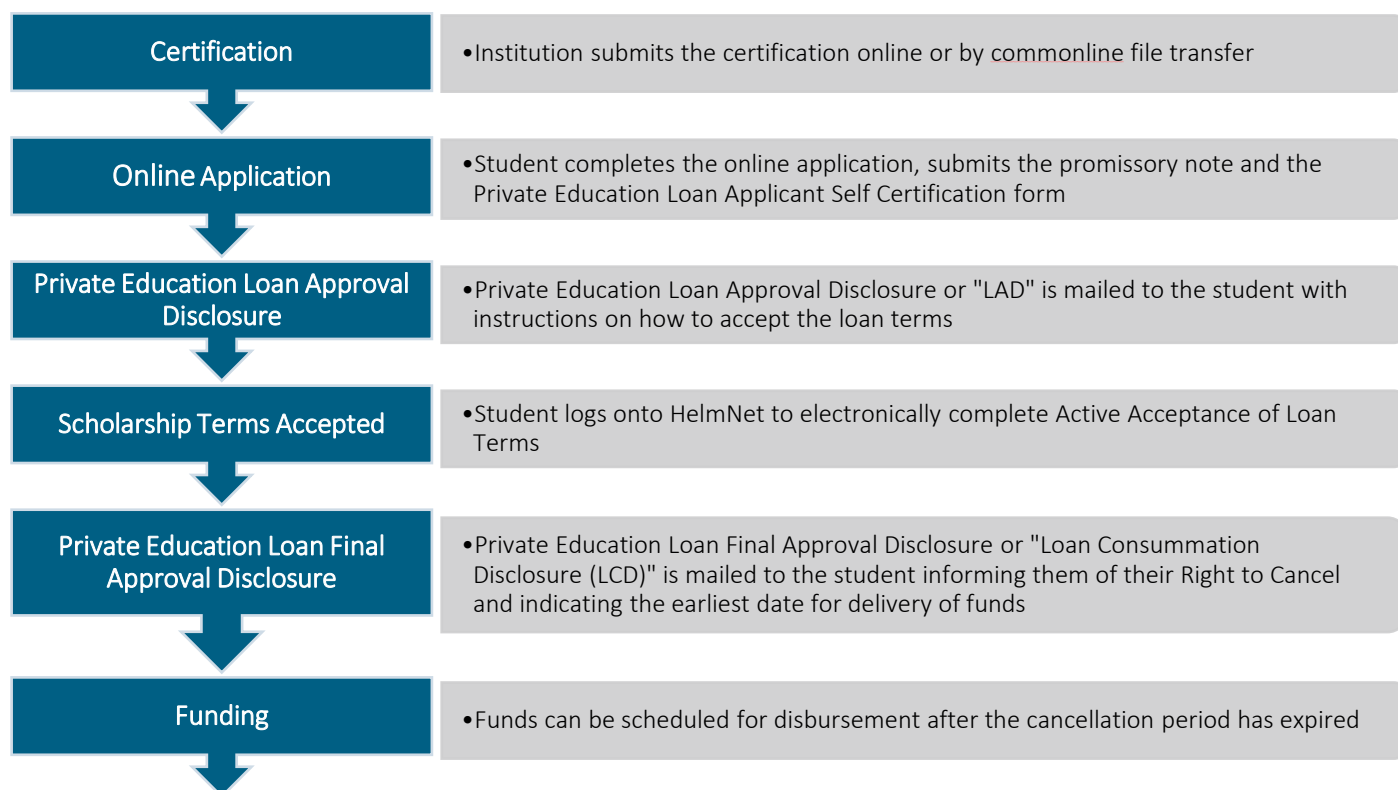 Certification
•Institution submits the certification online or by commonline file transfer
Online Application
•Student completes the online application, submits the promissory note and the
Private Education Loan Applicant Self Certification form
Private Education Loan Approval
Disclosure
•Private Education Loan Approval Disclosure or "LAD" is mailed to the student with
instructions on how to accept the loan terms
Scholarship Terms Accepted
•Student logs onto HelmNet to electronically complete Active Acceptance of Loan
Terms
Private Education Loan Final
Approval Disclosure
•Private Education Loan Final Approval Disclosure or "Loan Consummation
Disclosure (LCD)" is mailed to the student informing them of their Right to Cancel
and indicating the earliest date for delivery of funds
Funding
•Funds can be scheduled for disbursement after the cancellation period has expired